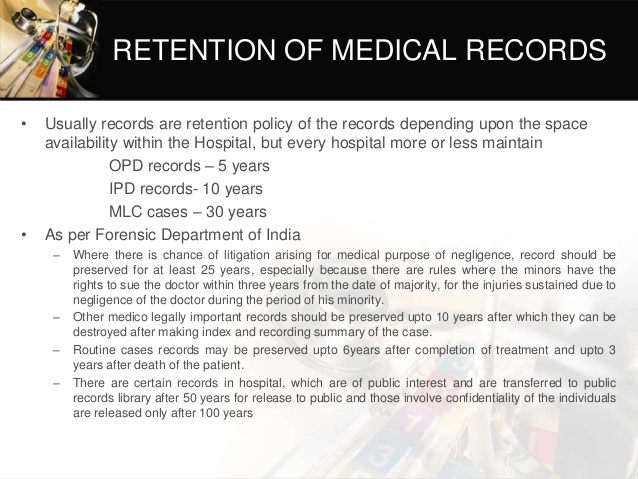 RETENTION OF MEDICAL RECORDS
• Usually records are retention policy of the records depending upon the space
availability within the Hospital, but every hospital more or less maintain
OPD records – 5 years
IPD records- 10 years
MLC cases – 30 years
• As per Forensic Department of India
– Where there is chance of litigation arising for medical purpose of negligence, record should be
preserved for at least 25 years, especially because there are rules where the minors have the
rights to sue the doctor within three years from the date of majority, for the injuries sustained due to
negligence of the doctor during the period of his minority.
– Other medico legally important records should be preserved upto 10 years after which they can be
destroyed after making index and recording summary of the case.
– Routine cases records may be preserved upto 6years after completion of treatment and upto 3
years after death of the patient.
– There are certain records in hospital, which are of public interest and are transferred to public
records library after 50 years for release to public and those involve confidentiality of the individuals
are released only after 100 years